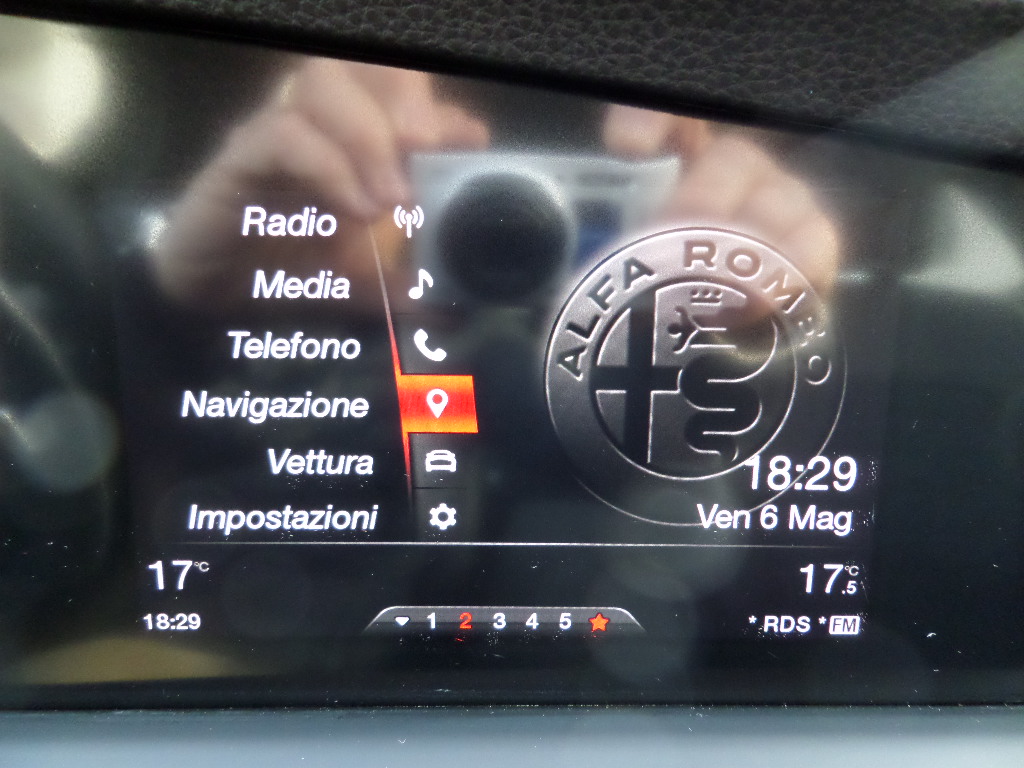 Radio
Media
Telefono
Navigazione
Vettura
Impostazioni
ALFA ROMEO
18:29
Ven 6 Mag
17°C
17°C.5
18:29
1 2 3 4 5
* RDS * FM